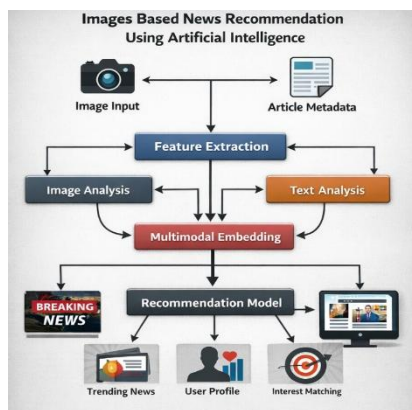 Images Based News Recommendation
Using Artificial Intelligence
Image Input
Article Metadata
Feature Extraction
Image Analysis
Text Analysis
Multimodal Embedding
BREAKING
NEWS
Recommendation Model
Trending News
User Profile
Interest Matching